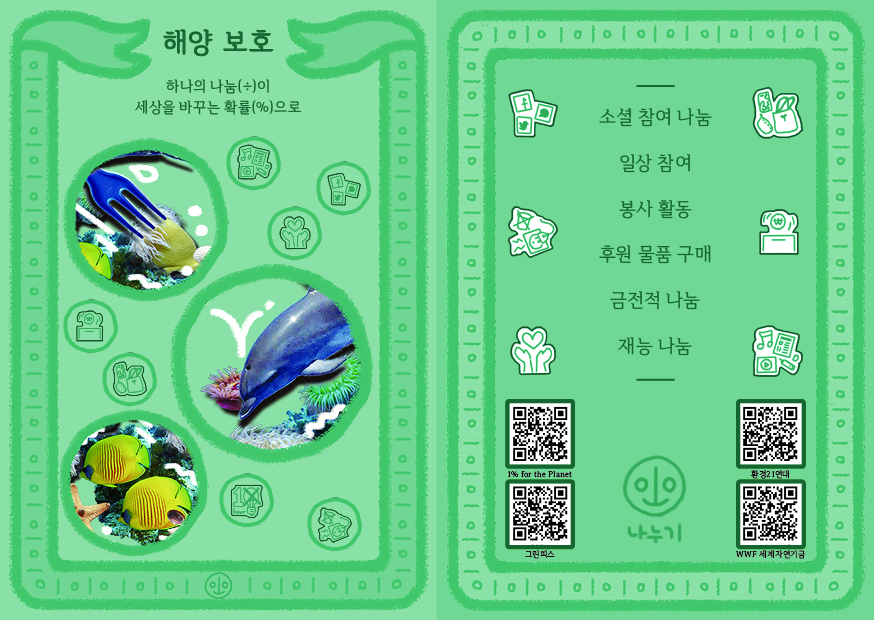 해양 보호
하나의 나눔(÷)이
세상을 바꾸는 확률(%)으로
소셜 참여 나눔
일상 참여
봉사 활동
후원 물품 구매
금전적 나눔
재능 나눔
1% for the Planet
환경21연대
나누기
그린피스
WWF 세계자연기금